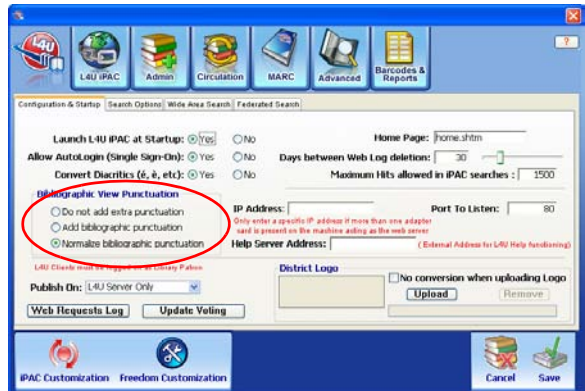 L4U
L4U iPAC
Admin
Circulation
MARC
Advanced
Barcodes & Reports
?
Configuration & Startup Search Options Wide Area Search Federated Search
Launch L4U iPAC at Startup: Yes No Home Page: home.shtm
Allow AutoLogin (Single Sign-On): Yes No Days between Web Log deletion: 30
Convert Diacritics (é, è, etc): Yes No Maximum Hits allowed in iPAC searches : 1500
Bibliographic View Punctuation
Do not add extra punctuation
Add bibliographic punctuation
Normalize bibliographic punctuation
IP Address: Port To Listen: 80
Only enter a specific IP address if more than one adapter
card is present on the machine acting as the web server
Help Server Address: ( External Address for L4U Help functioning)
L4U Clients must be logged on as Library Patron
Publish On: L4U Server Only
Web Requests Log Update Voting
District Logo
No conversion when uploading Logo
Upload Remove
iPAC Customization Freedom Customization Cancel Save